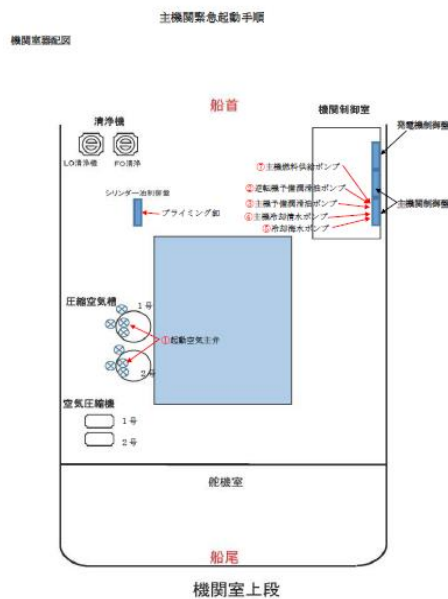 主機関緊急起動手順
機関室器配図
船首
機関制御室
清浄機
発電機制御盤
LO清浄機
FO清浄
①主機燃料供給ポンプ
シリンダー油制御盤
②逆転機予備潤滑油ポンプ
③主機予備潤滑油ポンプ
主機関制御盤
プライミング釦
④主機冷却清水ポンプ
⑤冷却海水ポンプ
圧縮空気槽
1号
①起動空気主弁
2号
空気圧縮機
1号
2号
舵機室
船尾
機関室上段